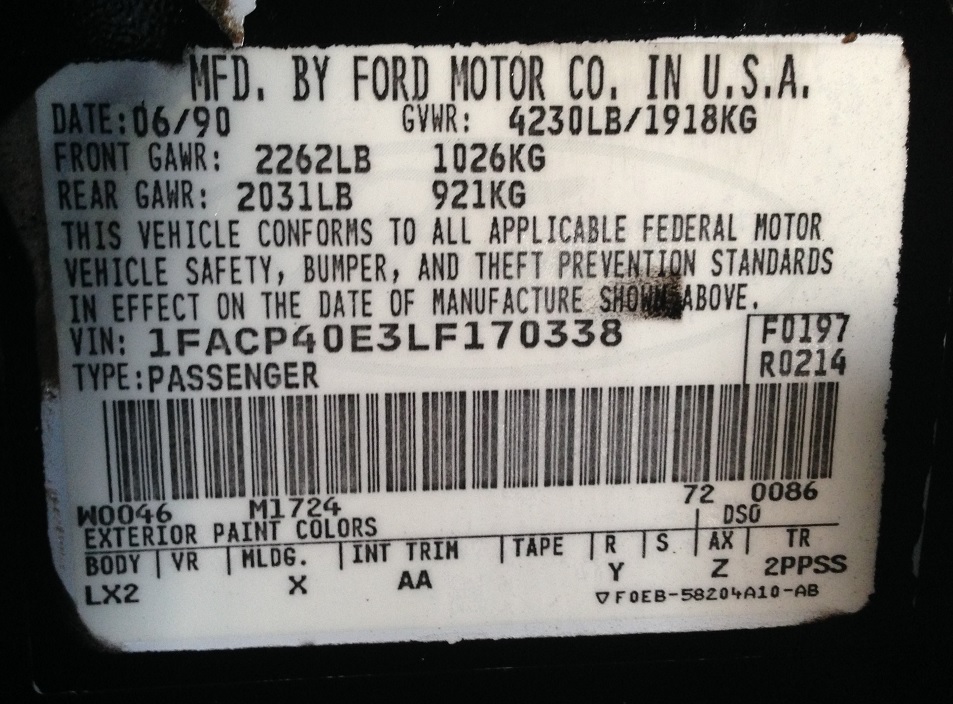 MFD. BY FORD MOTOR CO. IN U.S.A.
DATE: 06/90 GVWR: 4230LB/1918KG
FRONT GAWR: 2262LB 1026KG
REAR GAWR: 2031LB 921KG
THIS VEHICLE CONFORMS TO ALL APPLICABLE FEDERAL MOTOR
VEHICLE SAFETY, BUMPER, AND THEFT PREVENTION STANDARDS
IN EFFECT ON THE DATE OF MANUFACTURE SHOWN ABOVE.
VIN: 1FACP40E3LF170338 F0197
TYPE: PASSENGER R0214
W0046 M1724 72 0086
EXTERIOR PAINT COLORS DSO
BODY VR MLDG. INT TRIM TAPE R S AX TR
LX2 X AA Y Z 2PPSS
▽F0EB-58204A10-AB